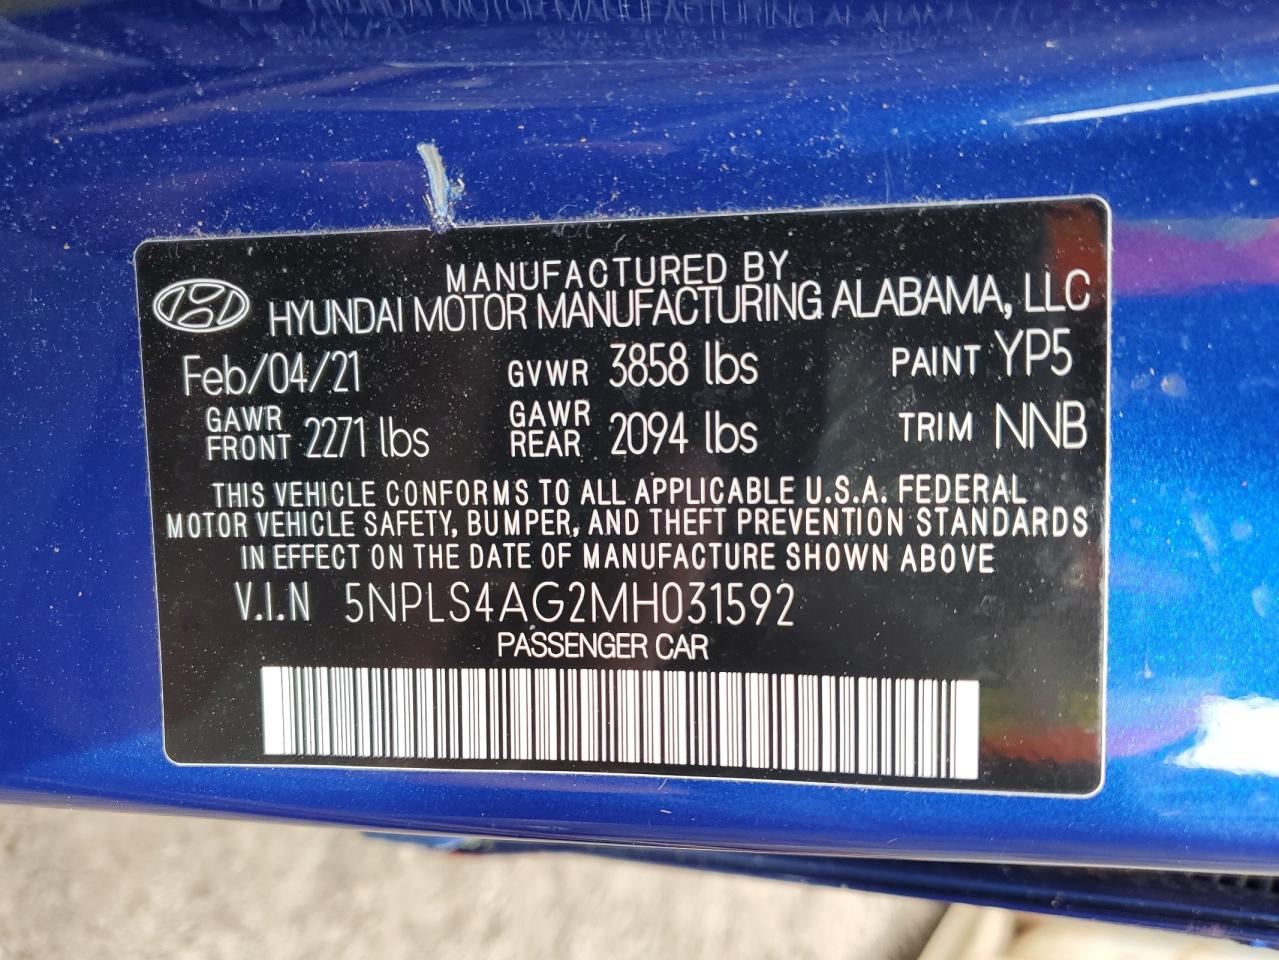 MANUFACTURED BY
HYUNDAI MOTOR MANUFACTURING ALABAMA, LLC
Feb/04/21 GVWR 3858 lbs PAINT YP5
GAWR FRONT 2271 lbs GAWR REAR 2094 lbs TRIM NNB
THIS VEHICLE CONFORMS TO ALL APPLICABLE U.S.A. FEDERAL
MOTOR VEHICLE SAFETY, BUMPER, AND THEFT PREVENTION STANDARDS
IN EFFECT ON THE DATE OF MANUFACTURE SHOWN ABOVE
V.I.N 5NPLS4AG2MH031592
PASSENGER CAR